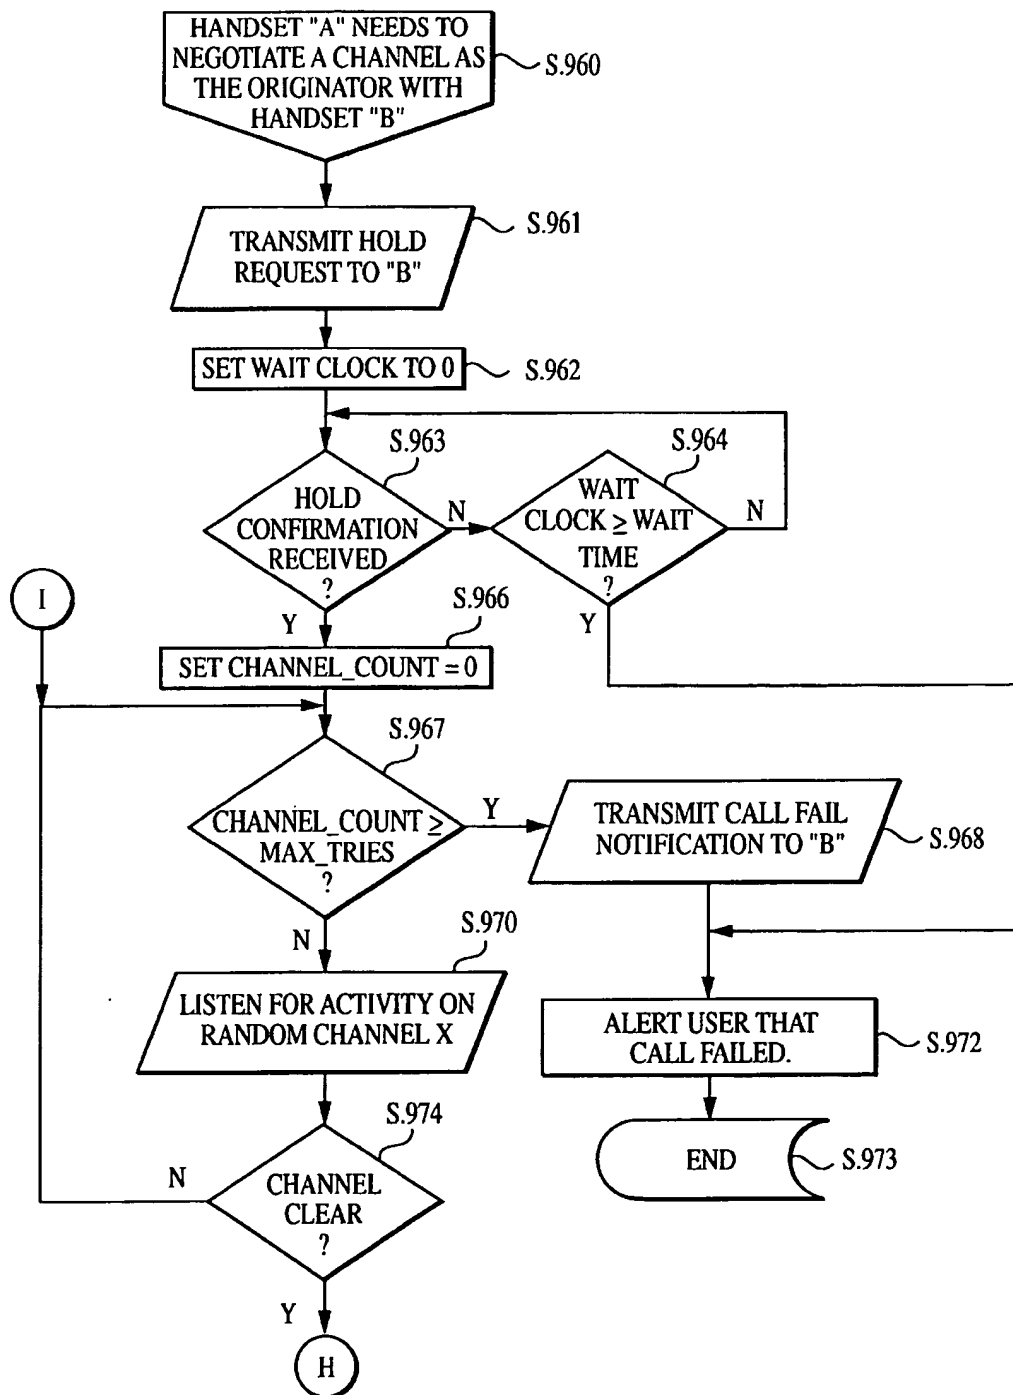 HANDSET "A" NEEDS TO
NEGOTIATE A CHANNEL AS
THE ORIGINATOR WITH
HANDSET "B"
S.960
TRANSMIT HOLD
REQUEST TO "B"
S.961
SET WAIT CLOCK TO 0
S.962
S.963
HOLD
CONFIRMATION
RECEIVED
?
N
Y
S.964
WAIT
CLOCK ≥ WAIT
TIME
?
N
Y
I
S.966
SET CHANNEL_COUNT = 0
S.967
CHANNEL_COUNT ≥
MAX_TRIES
?
Y
N
TRANSMIT CALL FAIL
NOTIFICATION TO "B"
S.968
S.970
LISTEN FOR ACTIVITY ON
RANDOM CHANNEL X
ALERT USER THAT
CALL FAILED.
S.972
S.974
CHANNEL
CLEAR
?
N
Y
END
S.973
H